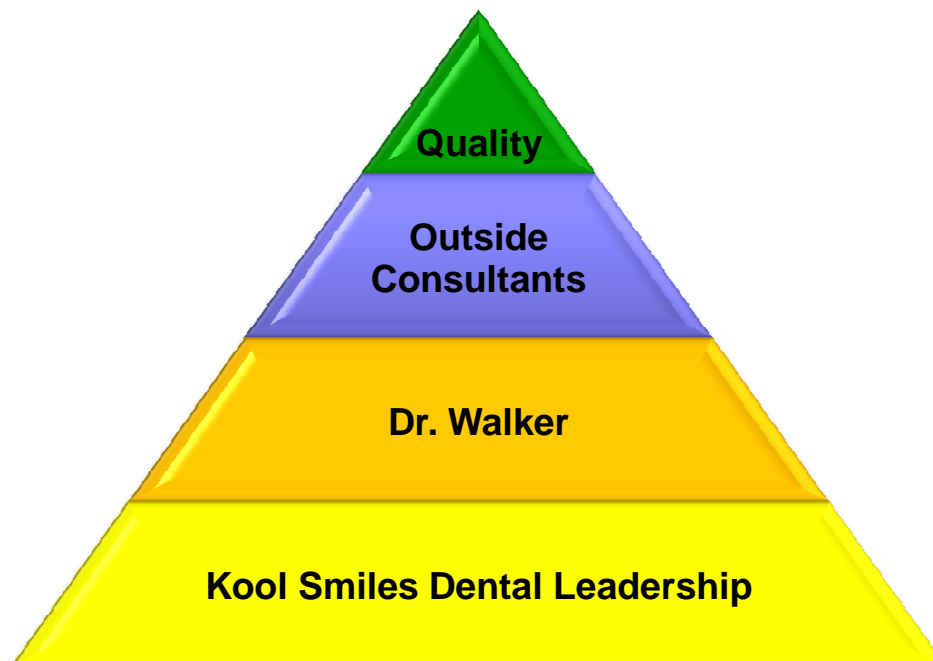 Quality
Outside
Consultants
Dr. Walker
Kool Smiles Dental Leadership